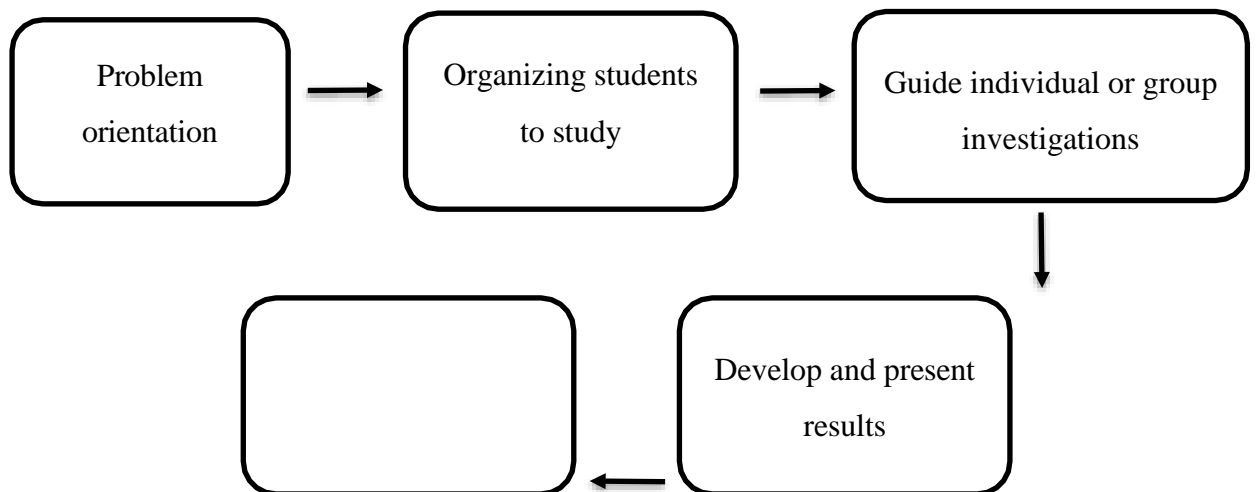 Problem
orientation
Organizing students
to study
Guide individual or group
investigations
Develop and present
results